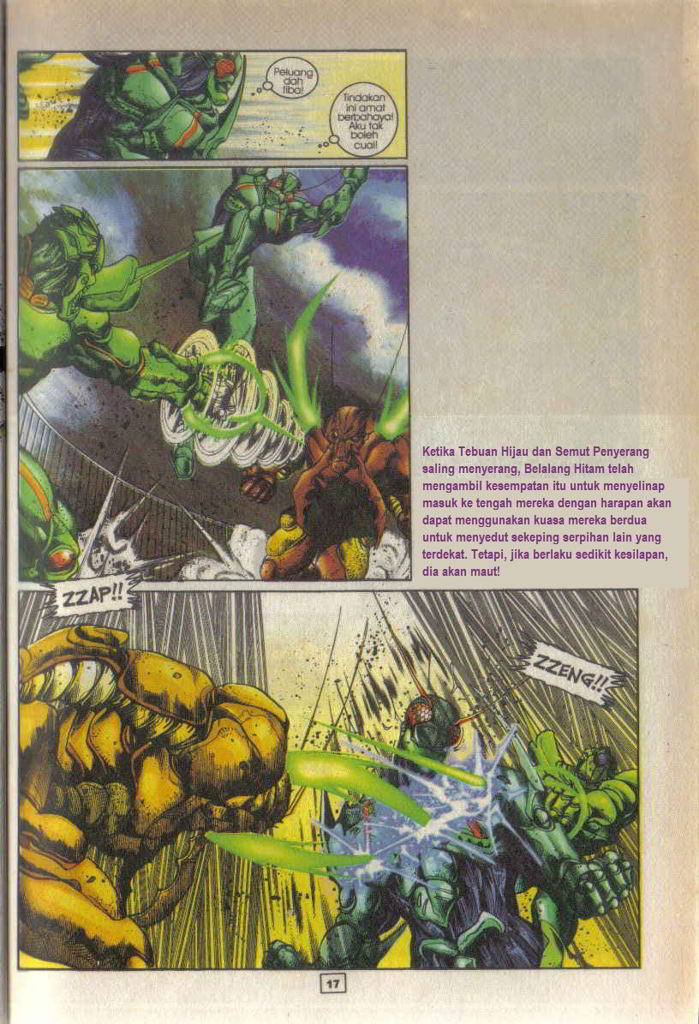 Peluang
dah
tiba!
Tindakan
ini amat
berbahaya!
Aku tak
boleh
cuai!
Ketika Tebuan Hijau dan Semut Penyerang
saling menyerang, Belalang Hitam telah
mengambil kesempatan itu untuk menyelinap
masuk ke tengah mereka dengan harapan akan
dapat menggunakan kuasa mereka berdua
untuk menyedut sekeping serpihan lain yang
terdekat. Tetapi, jika berlaku sedikit kesilapan,
dia akan maut!
ZZAP!!
ZZENG!!
17